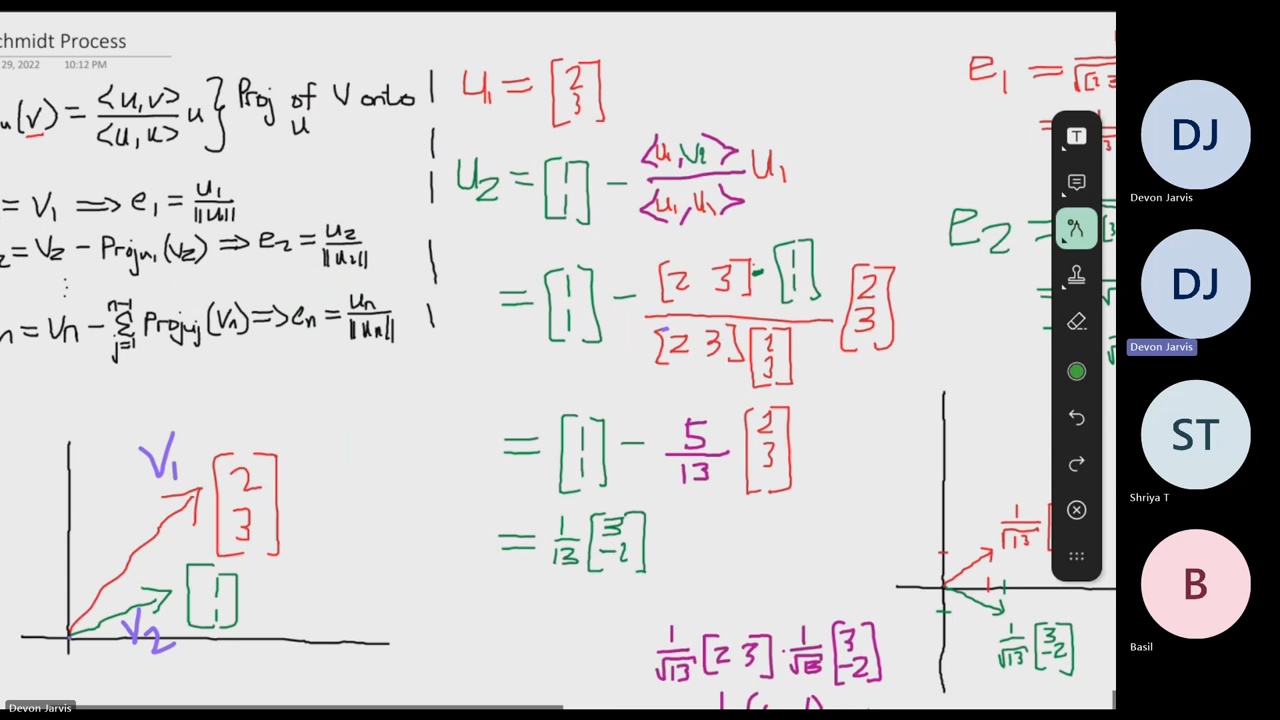 chmidt Process
29, 2022 10:12 PM
u(v) = <u,v> / <u,u> u } Proj of V onto u
= V1 ⟹ e1 = u1 / ||u1||
2 = V2 − Proju1(V2) ⟹ e2 = u2 / ||u2||
⋮
n = Vn − Σ n-1 j=1 Projuj(Vn) => en = un / ||un||
V1
[2 3]
[1 1]
V2
U1 = [2 3]
U2 = [1 1] − <u1,V2> / <u1,u1> U1
= [1 1] − [2 3]·[1 1] / [2 3][2 3] [2 3]
= [1 1] − 5/13 [2 3]
= 1/13 [3 -2]
1/√13 [2 3] · 1/√13 [3 -2]
e1 =
e2 =
1/√13 [
1/√13 [3 -2]
T
DJ
Devon Jarvis
DJ
Devon Jarvis
ST
Shriya T
B
Basil
Devon Jarvis